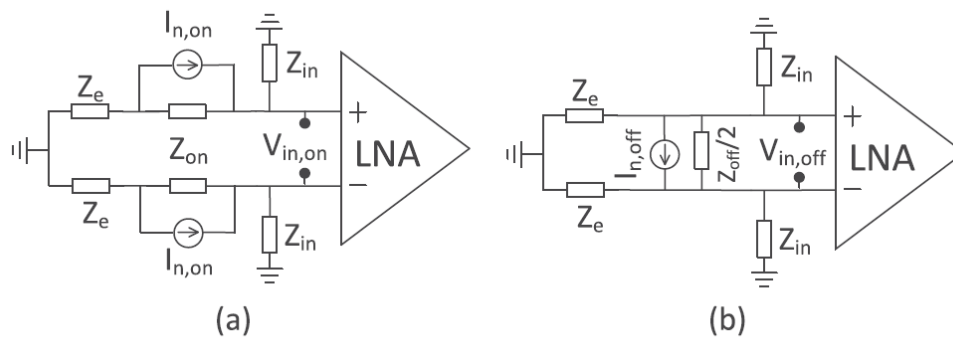 I_n,on
Z_in
Z_e
+
Z_on
V_in,on
LNA
−
Z_e
Z_in
I_n,on
(a)
Z_in
Z_e
+
I_n,off
Z_off/2
V_in,off
LNA
−
Z_e
Z_in
(b)